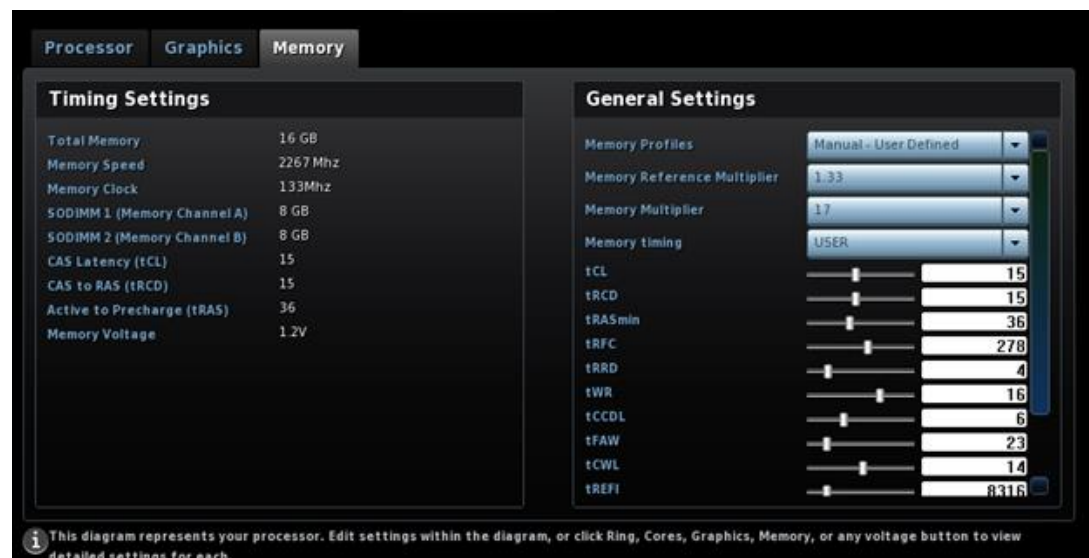 Processor Graphics Memory
Timing Settings
Total Memory 16 GB
Memory Speed 2267 Mhz
Memory Clock 133Mhz
SODIMM 1 (Memory Channel A) 8 GB
SODIMM 2 (Memory Channel B) 8 GB
CAS Latency (tCL) 15
CAS to RAS (tRCD) 15
Active to Precharge (tRAS) 36
Memory Voltage 1.2V
General Settings
Memory Profiles Manual - User Defined
Memory Reference Multiplier 1.33
Memory Multiplier 17
Memory timing USER
tCL 15
tRCD 15
tRASmin 36
tRFC 278
tRRD 4
tWR 16
tCCDL 6
tFAW 23
tCWL 14
tREFI 8316
This diagram represents your processor. Edit settings within the diagram, or click Ring, Cores, Graphics, Memory, or any voltage button to view
detailed settings for each